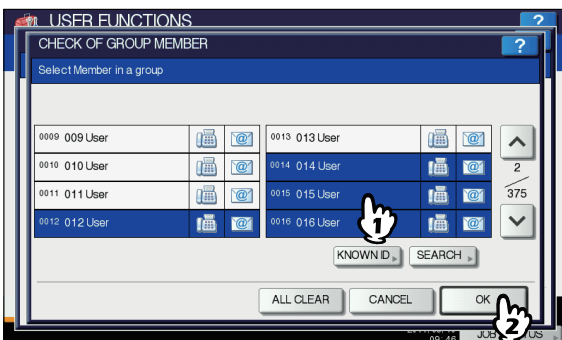 USER FUNCTIONS
?
CHECK OF GROUP MEMBER
?
Select Member in a group
0009 009 User
@
0013 013 User
@
0010 010 User
@
0014 014 User
@
2
0011 011 User
@
0015 015 User
@
375
0012 012 User
@
0016 016 User
@
1
KNOWN ID
SEARCH
ALL CLEAR
CANCEL
OK
2
09:46